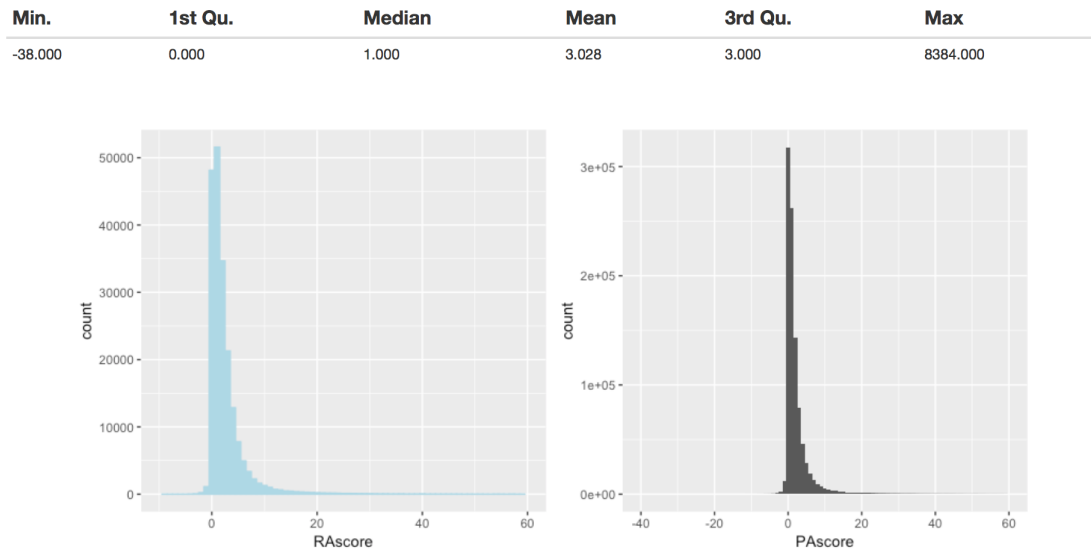 Min. 1st Qu. Median Mean 3rd Qu. Max
-38.000 0.000 1.000 3.028 3.000 8384.000
50000
40000
30000
20000
10000
0
count
0 20 40 60
RAscore
3e+05
2e+05
1e+05
0e+00
count
-40 -20 0 20 40 60
PAscore